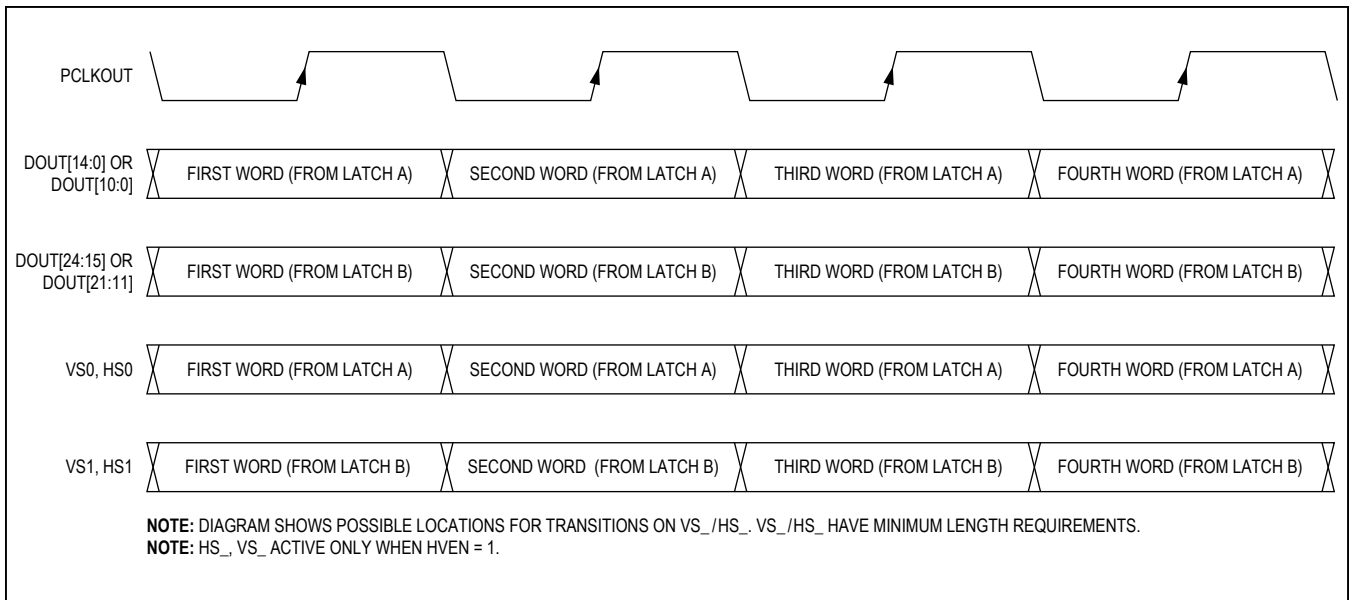 PCLKOUT
DOUT[14:0] OR
DOUT[10:0]
FIRST WORD (FROM LATCH A) SECOND WORD (FROM LATCH A) THIRD WORD (FROM LATCH A) FOURTH WORD (FROM LATCH A)
DOUT[24:15] OR
DOUT[21:11]
FIRST WORD (FROM LATCH B) SECOND WORD (FROM LATCH B) THIRD WORD (FROM LATCH B) FOURTH WORD (FROM LATCH B)
VS0, HS0 FIRST WORD (FROM LATCH A) SECOND WORD (FROM LATCH A) THIRD WORD (FROM LATCH A) FOURTH WORD (FROM LATCH A)
VS1, HS1 FIRST WORD (FROM LATCH B) SECOND WORD (FROM LATCH B) THIRD WORD (FROM LATCH B) FOURTH WORD (FROM LATCH B)
NOTE: DIAGRAM SHOWS POSSIBLE LOCATIONS FOR TRANSITIONS ON VS_/HS_. VS_/HS_ HAVE MINIMUM LENGTH REQUIREMENTS.
NOTE: HS_, VS_ ACTIVE ONLY WHEN HVEN = 1.